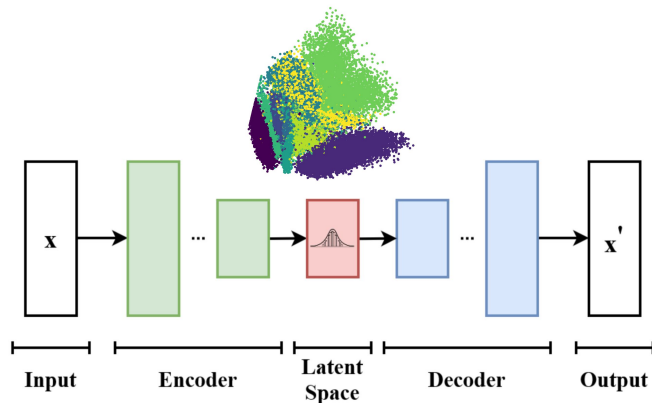 x
...
...
x'
Input
Encoder
Latent
Space
Decoder
Output